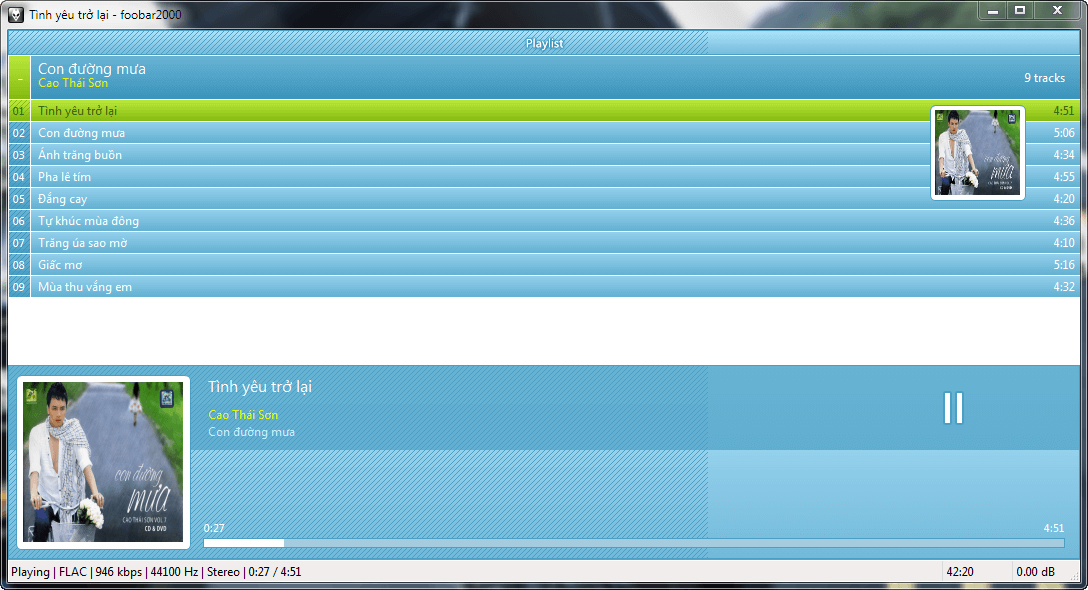 Tình yêu trở lại - foobar2000
Playlist
- Con đường mưa
Cao Thái Sơn
9 tracks
01 Tình yêu trở lại 4:51
02 Con đường mưa 5:06
03 Ánh trăng buồn 4:34
04 Pha lê tím 4:55
05 Đắng cay 4:20
06 Tự khúc mùa đông 4:36
07 Trăng úa sao mờ 4:10
08 Giấc mơ 5:16
09 Mùa thu vắng em 4:32
con đường
mưa
Tình yêu trở lại
Cao Thái Sơn
Con đường mưa
con đường
mưa
CAO THÁI SƠN VOL.7
CD & DVD
0:27 4:51
Playing | FLAC | 946 kbps | 44100 Hz | Stereo | 0:27 / 4:51 42:20 0.00 dB